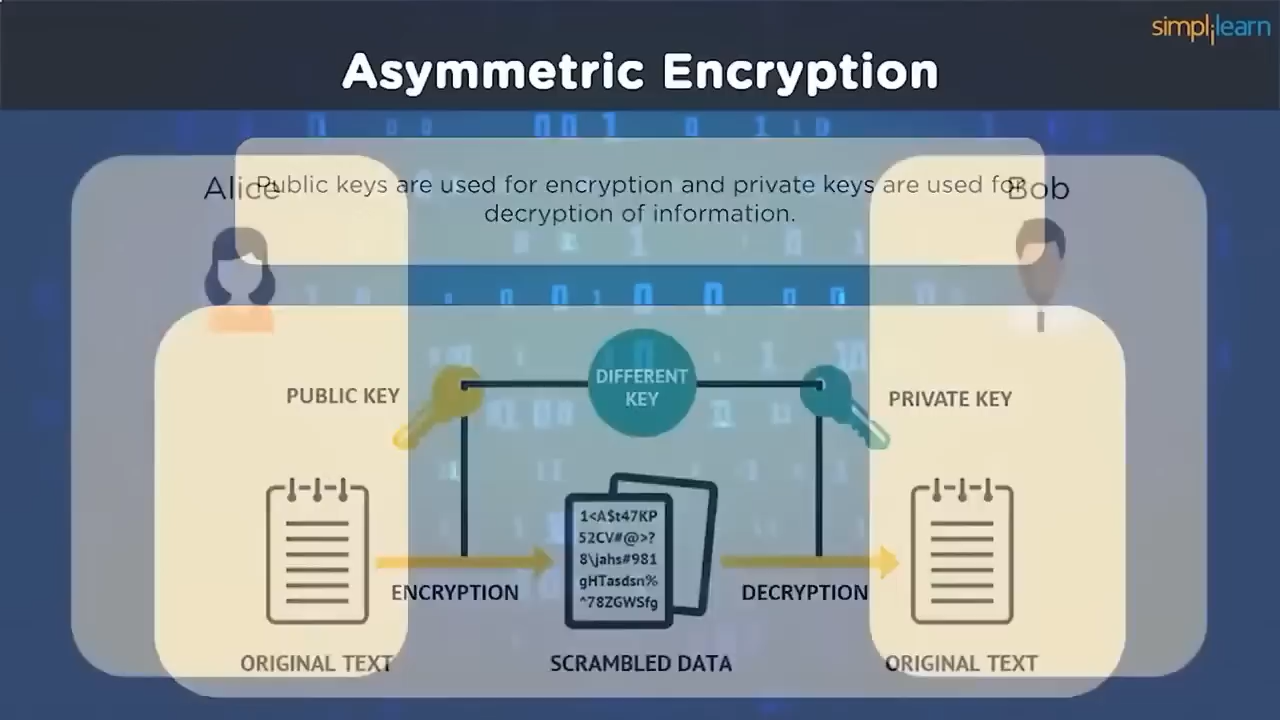 simplilearn
Asymmetric Encryption
Alice
Public keys are used for encryption and private keys are used for
decryption of information.
Bob
DIFFERENT
KEY
PUBLIC KEY
PRIVATE KEY
1<A$t47KP
52CV#@>?
8\jahs#981
gHTasdsn%
^78ZGWSfg
ENCRYPTION
DECRYPTION
ORIGINAL TEXT
SCRAMBLED DATA
ORIGINAL TEXT